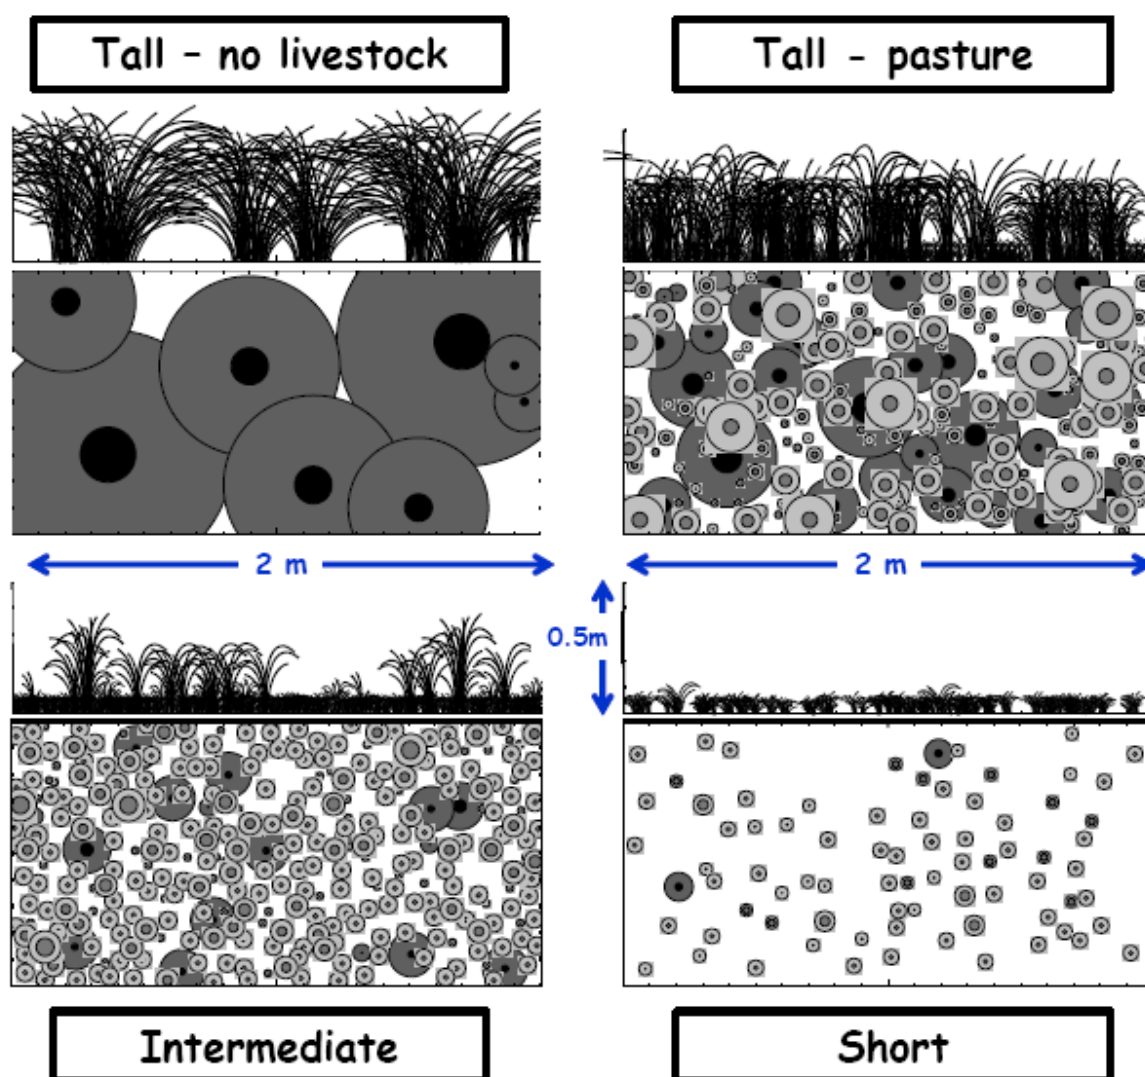 Tall – no livestock
Tall - pasture
2 m
2 m
0.5m
Intermediate
Short